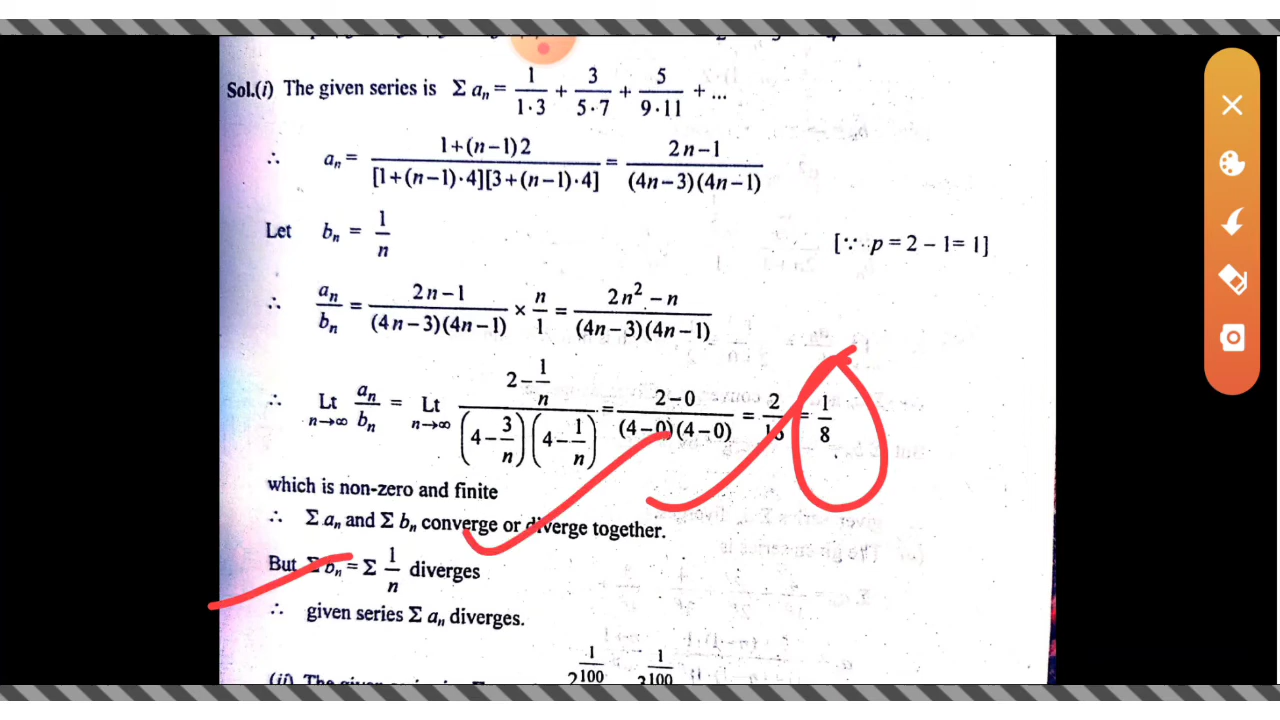 Sol.(i) The given series is Σ aₙ = 1/(1·3) + 3/(5·7) + 5/(9·11) + ...
∴ aₙ = (1+(n−1)2)/([1+(n−1)·4][3+(n−1)·4]) = (2n−1)/((4n−3)(4n−1))
Let bₙ = 1/n [∵ p = 2 − 1 = 1]
∴ aₙ/bₙ = (2n−1)/((4n−3)(4n−1)) × n/1 = (2n² − n)/((4n−3)(4n−1))
∴ Lt n→∞ aₙ/bₙ = Lt n→∞ (2−1/n)/((4−3/n)(4−1/n)) = (2−0)/((4−0)(4−0)) = 2/16 = 1/8
which is non-zero and finite
∴ Σ aₙ and Σ bₙ converge or diverge together.
But Σ bₙ = Σ 1/n diverges
∴ given series Σ aₙ diverges.